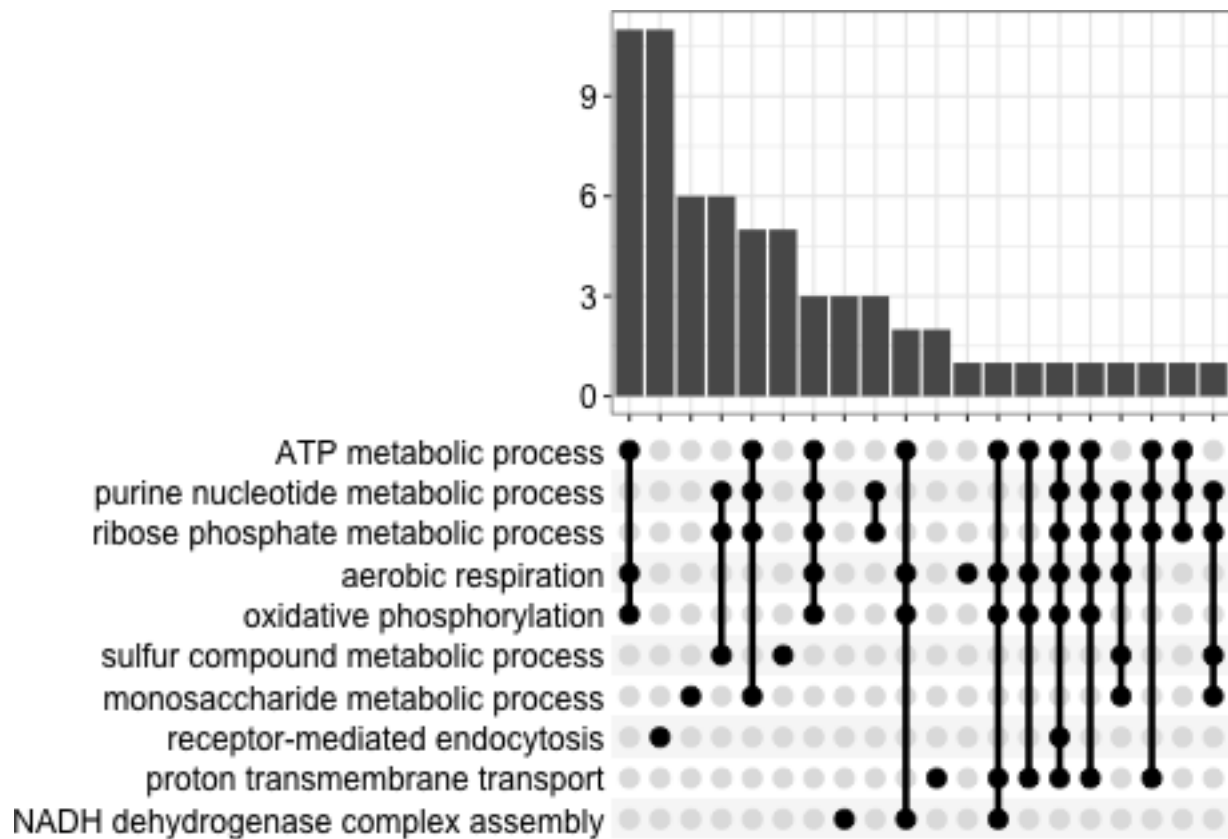 9
6
3
0
ATP metabolic process
purine nucleotide metabolic process
ribose phosphate metabolic process
aerobic respiration
oxidative phosphorylation
sulfur compound metabolic process
monosaccharide metabolic process
receptor-mediated endocytosis
proton transmembrane transport
NADH dehydrogenase complex assembly